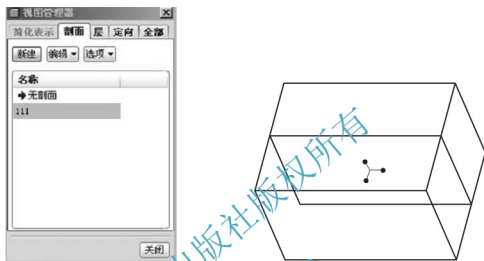 视图管理器
简化表示 剖面 层 定向 全部
新建 编辑 选项
名称
无剖面
111
关闭
出版社版权所有